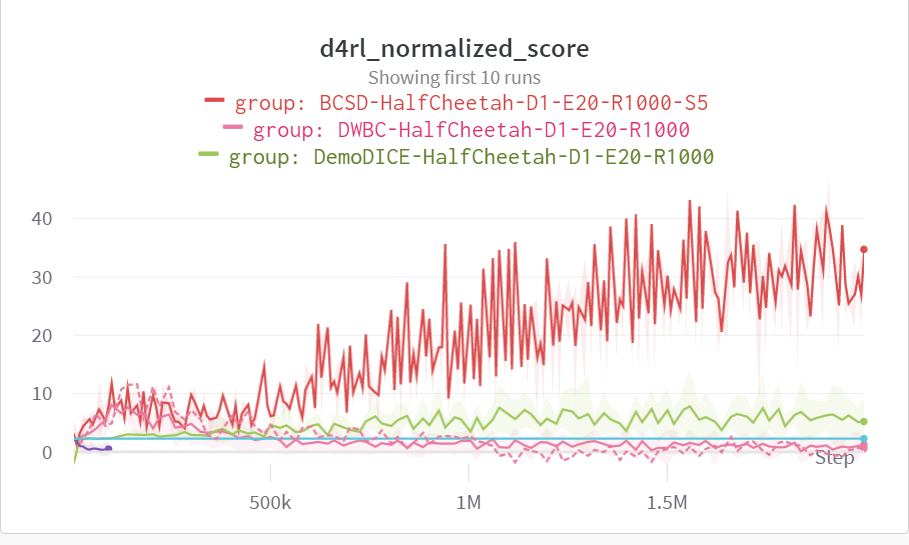 d4rl_normalized_score
Showing first 10 runs
group: BCSD-HalfCheetah-D1-E20-R1000-S5
group: DWBC-HalfCheetah-D1-E20-R1000
group: DemoDICE-HalfCheetah-D1-E20-R1000
40
30
20
10
0
Step
500k 1M 1.5M